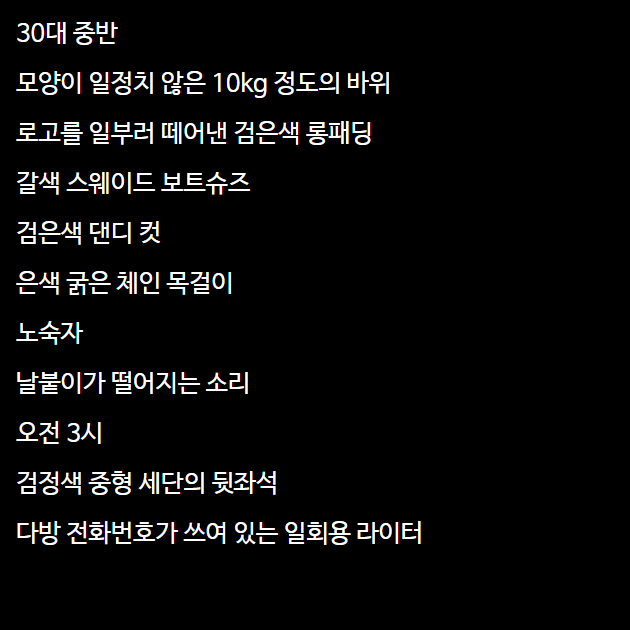 30대 중반
모양이 일정치 않은 10kg 정도의 바위
로고를 일부러 떼어낸 검은색 롱패딩
갈색 스웨이드 보트슈즈
검은색 댄디 컷
은색 굵은 체인 목걸이
노숙자
날붙이가 떨어지는 소리
오전 3시
검정색 중형 세단의 뒷좌석
다방 전화번호가 쓰여 있는 일회용 라이터